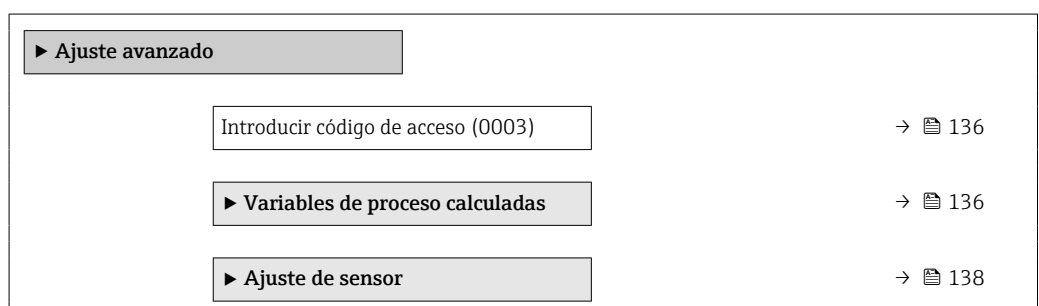 ▶ Ajuste avanzado
Introducir código de acceso (0003) → 136
▶ Variables de proceso calculadas → 136
▶ Ajuste de sensor → 138